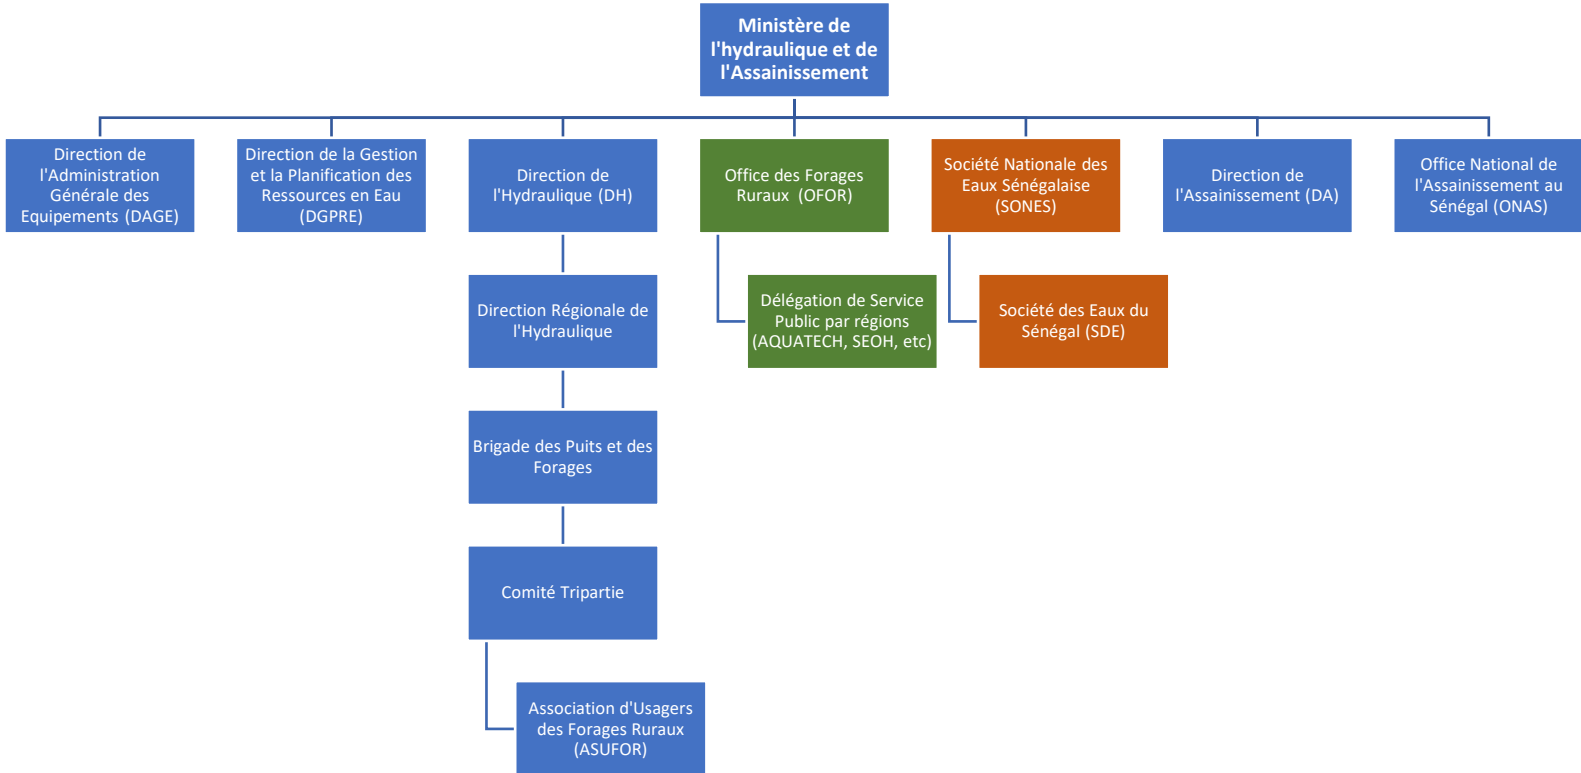 Ministère de
l'hydraulique et de
l'Assainissement
Direction de
l'Administration
Générale des
Equipements (DAGE)
Direction de la Gestion
et la Planification des
Ressources en Eau
(DGPRE)
Direction de
l'Hydraulique (DH)
Office des Forages
Ruraux (OFOR)
Société Nationale des
Eaux Sénégalaise
(SONES)
Direction de
l'Assainissement (DA)
Office National de
l'Assainissement au
Sénégal (ONAS)
Direction Régionale de
l'Hydraulique
Délégation de Service
Public par régions
(AQUATECH, SEOH, etc)
Société des Eaux du
Sénégal (SDE)
Brigade des Puits et des
Forages
Comité Tripartie
Association d'Usagers
des Forages Ruraux
(ASUFOR)